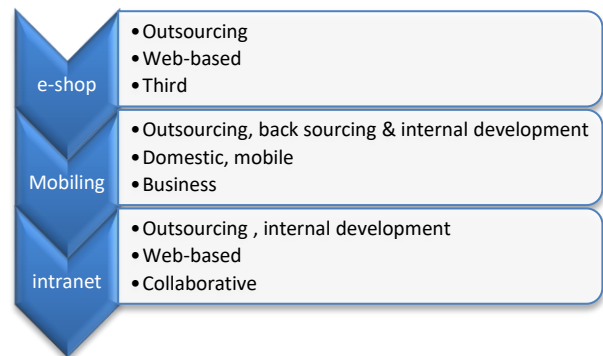 e-shop
•Outsourcing
•Web-based
•Third
Mobiling
•Outsourcing, back sourcing & internal development
•Domestic, mobile
•Business
intranet
•Outsourcing , internal development
•Web-based
•Collaborative